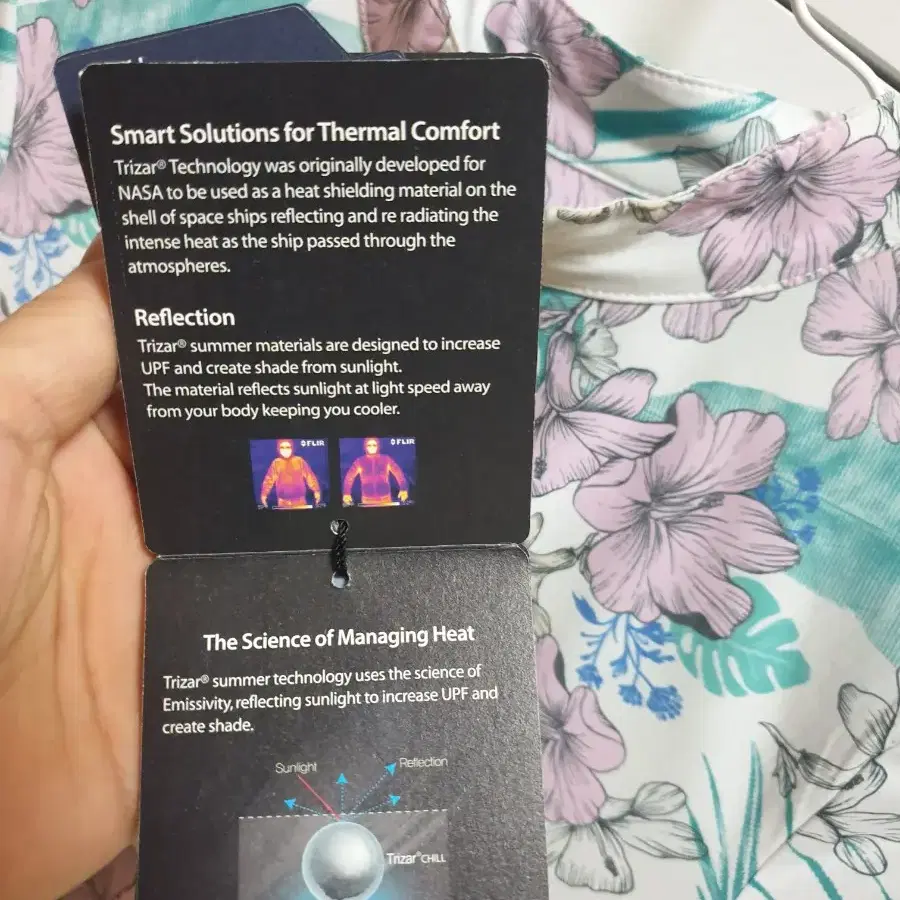 Smart Solutions for Thermal Comfort
Trizar® Technology was originally developed for
NASA to be used as a heat shielding material on the
shell of space ships reflecting and re radiating the
intense heat as the ship passed through the
atmospheres.
Reflection
Trizar® summer materials are designed to increase
UPF and create shade from sunlight.
The material reflects sunlight at light speed away
from your body keeping you cooler.
FLIR
FLIR
The Science of Managing Heat
Trizar® summer technology uses the science of
Emissivity, reflecting sunlight to increase UPF and
create shade.
Sunlight
Reflection
Trizar® CHILL